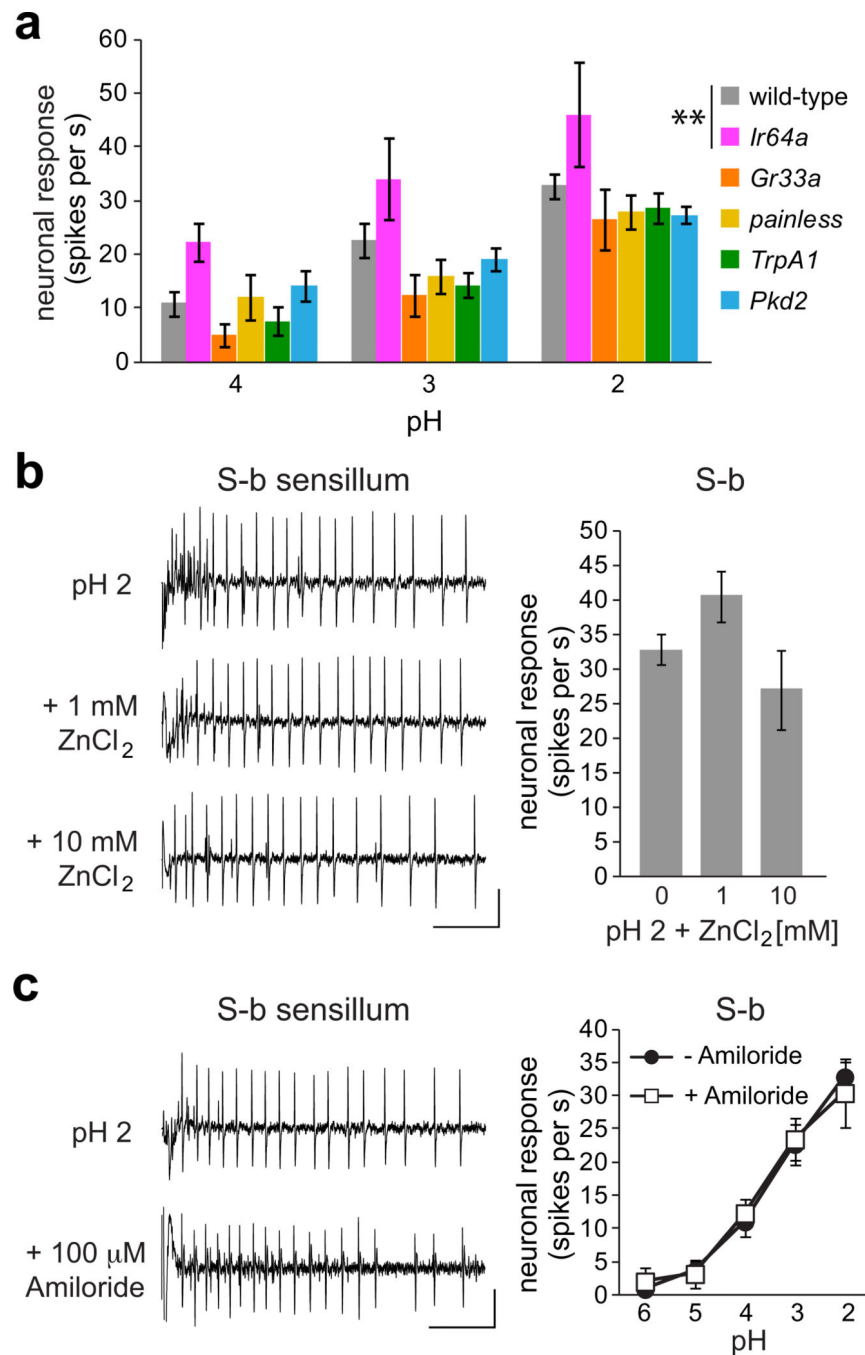 a
neuronal response
(spikes per s)
60
50
40
30
20
10
0
4
3
2
pH
**
wild-type
Ir64a
Gr33a
painless
TrpA1
Pkd2
b
S-b sensillum
pH 2
+ 1 mM
ZnCl2
+ 10 mM
ZnCl2
S-b
neuronal response
(spikes per s)
50
45
40
35
30
25
20
15
10
5
0
0 1 10
pH 2 + ZnCl2[mM]
c
S-b sensillum
pH 2
+ 100 µM
Amiloride
S-b
neuronal response
(spikes per s)
40
35
30
25
20
15
10
5
0
- Amiloride
+ Amiloride
6 5 4 3 2
pH